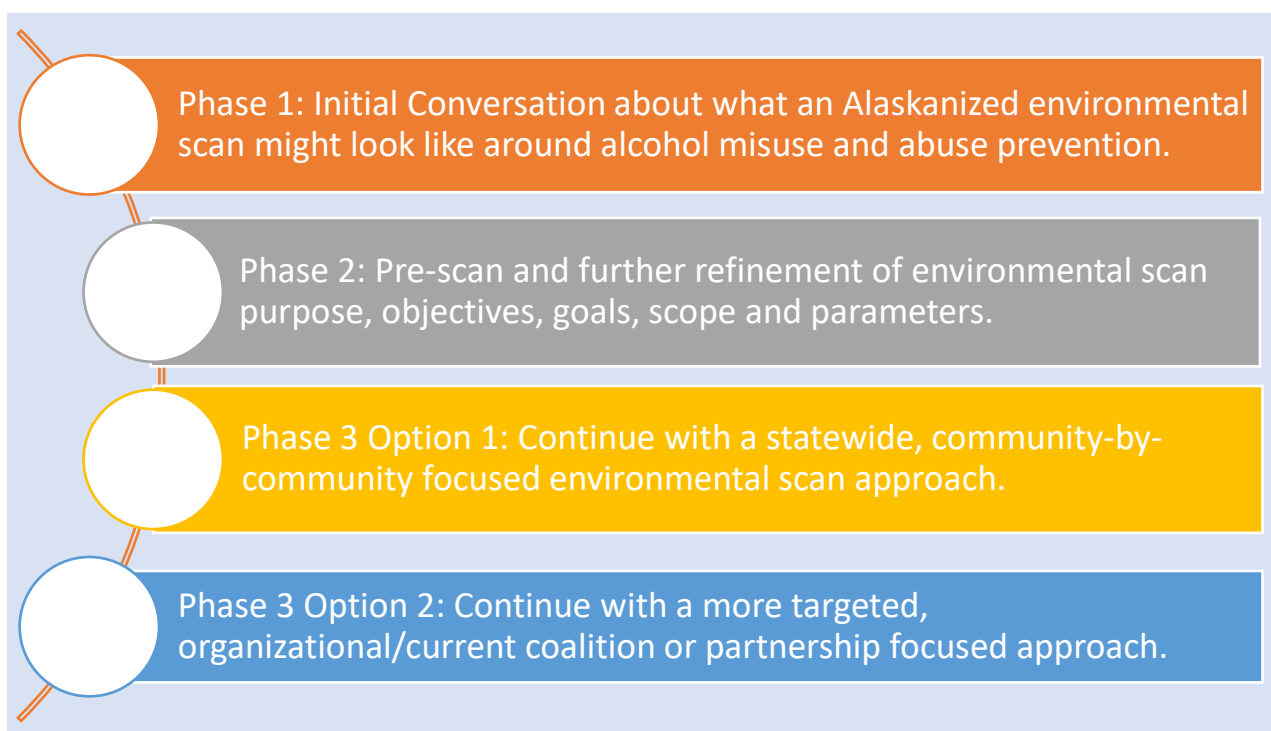 Phase 1: Initial Conversation about what an Alaskanized environmental
scan might look like around alcohol misuse and abuse prevention.
Phase 2: Pre-scan and further refinement of environmental scan
purpose, objectives, goals, scope and parameters.
Phase 3 Option 1: Continue with a statewide, community-by-
community focused environmental scan approach.
Phase 3 Option 2: Continue with a more targeted,
organizational/current coalition or partnership focused approach.